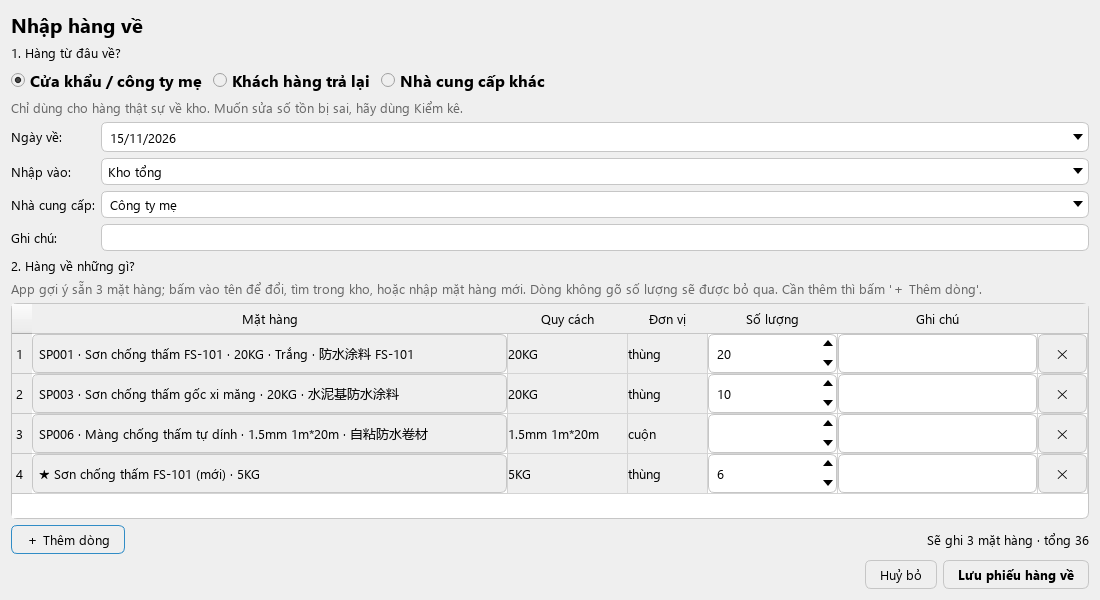 Nhập hàng về
1. Hàng từ đâu về?
Cửa khẩu / công ty mẹ Khách hàng trả lại Nhà cung cấp khác
Chỉ dùng cho hàng thật sự về kho. Muốn sửa số tồn bị sai, hãy dùng Kiểm kê.
Ngày về: 15/11/2026
Nhập vào: Kho tổng
Nhà cung cấp: Công ty mẹ
Ghi chú:
2. Hàng về những gì?
App gợi ý sẵn 3 mặt hàng; bấm vào tên để đổi, tìm trong kho, hoặc nhập mặt hàng mới. Dòng không gõ số lượng sẽ được bỏ qua. Cần thêm thì bấm '＋ Thêm dòng'.
Mặt hàng Quy cách Đơn vị Số lượng Ghi chú
1 SP001 · Sơn chống thấm FS-101 · 20KG · Trắng · 防水涂料 FS-101 20KG thùng 20
2 SP003 · Sơn chống thấm gốc xi măng · 20KG · 水泥基防水涂料 20KG thùng 10
3 SP006 · Màng chống thấm tự dính · 1.5mm 1m*20m · 自粘防水卷材 1.5mm 1m*20m cuộn
4 ★ Sơn chống thấm FS-101 (mới) · 5KG 5KG thùng 6
＋ Thêm dòng Sẽ ghi 3 mặt hàng · tổng 36
Huỷ bỏ Lưu phiếu hàng về